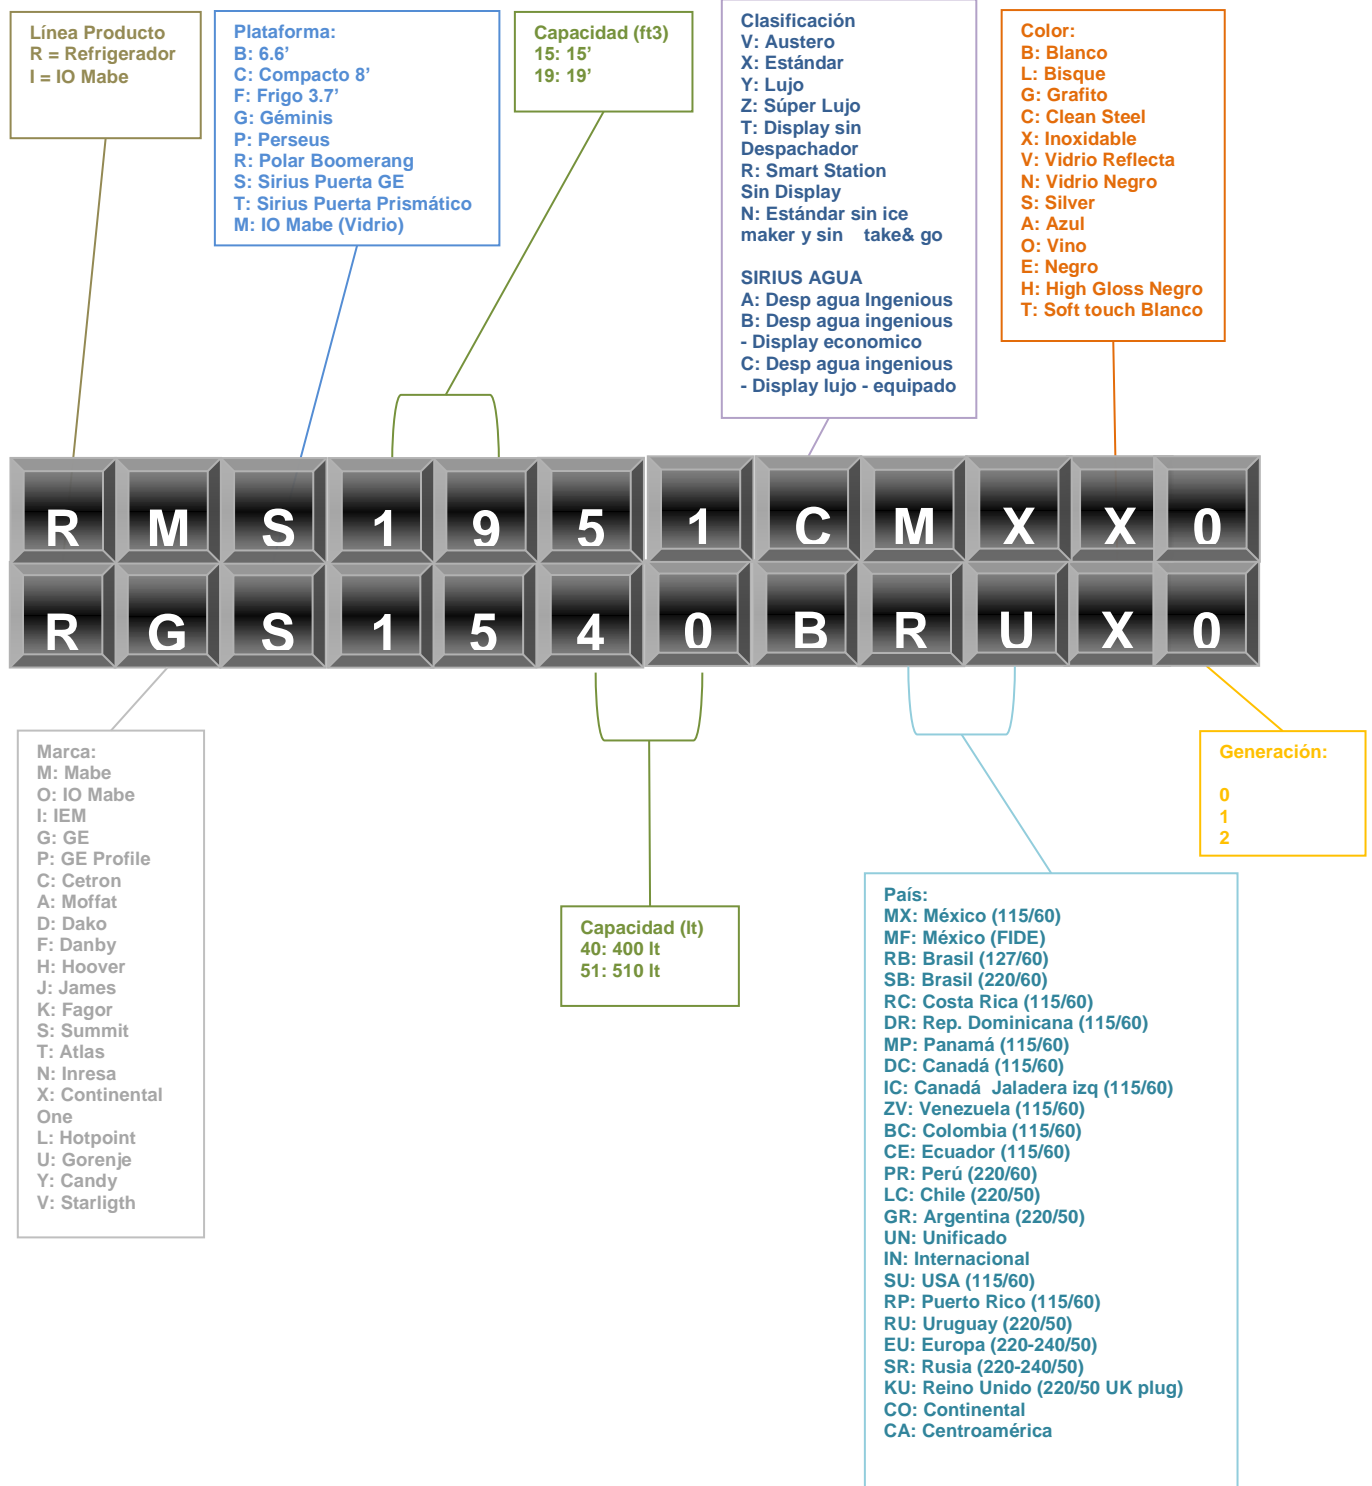 Línea Producto
R = Refrigerador
I = IO Mabe
Plataforma:
B: 6.6’
C: Compacto 8’
F: Frigo 3.7’
G: Géminis
P: Perseus
R: Polar Boomerang
S: Sirius Puerta GE
T: Sirius Puerta Prismático
M: IO Mabe (Vidrio)
Capacidad (ft3)
15: 15’
19: 19’
Clasificación
V: Austero
X: Estándar
Y: Lujo
Z: Súper Lujo
T: Display sin
Despachador
R: Smart Station
Sin Display
N: Estándar sin ice
maker y sin take& go
SIRIUS AGUA
A: Desp agua Ingenious
B: Desp agua ingenious
- Display economico
C: Desp agua ingenious
- Display lujo - equipado
Color:
B: Blanco
L: Bisque
G: Grafito
C: Clean Steel
X: Inoxidable
V: Vidrio Reflecta
N: Vidrio Negro
S: Silver
A: Azul
O: Vino
E: Negro
H: High Gloss Negro
T: Soft touch Blanco
R M S 1 9 5 1 C M X X 0
R G S 1 5 4 0 B R U X 0
Marca:
M: Mabe
O: IO Mabe
I: IEM
G: GE
P: GE Profile
C: Cetron
A: Moffat
D: Dako
F: Danby
H: Hoover
J: James
K: Fagor
S: Summit
T: Atlas
N: Inresa
X: Continental
One
L: Hotpoint
U: Gorenje
Y: Candy
V: Starligth
Capacidad (lt)
40: 400 lt
51: 510 lt
País:
MX: México (115/60)
MF: México (FIDE)
RB: Brasil (127/60)
SB: Brasil (220/60)
RC: Costa Rica (115/60)
DR: Rep. Dominicana (115/60)
MP: Panamá (115/60)
DC: Canadá (115/60)
IC: Canadá Jaladera izq (115/60)
ZV: Venezuela (115/60)
BC: Colombia (115/60)
CE: Ecuador (115/60)
PR: Perú (220/60)
LC: Chile (220/50)
GR: Argentina (220/50)
UN: Unificado
IN: Internacional
SU: USA (115/60)
RP: Puerto Rico (115/60)
RU: Uruguay (220/50)
EU: Europa (220-240/50)
SR: Rusia (220-240/50)
KU: Reino Unido (220/50 UK plug)
CO: Continental
CA: Centroamérica
Generación:
0
1
2